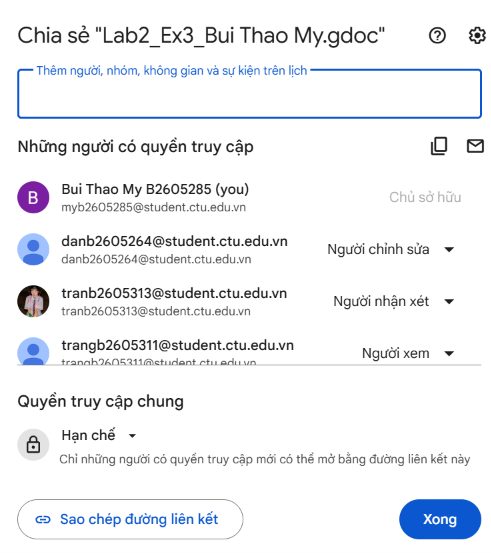 Chia sẻ "Lab2_Ex3_Bui Thao My.gdoc"
Thêm người, nhóm, không gian và sự kiện trên lịch
Những người có quyền truy cập
B
Bui Thao My B2605285 (you)
myb2605285@student.ctu.edu.vn
Chủ sở hữu
danb2605264@student.ctu.edu.vn
danb2605264@student.ctu.edu.vn
Người chỉnh sửa
tranb2605313@student.ctu.edu.vn
tranb2605313@student.ctu.edu.vn
Người nhận xét
trangb2605311@student.ctu.edu.vn
trangb2605311@student.ctu.edu.vn
Người xem
Quyền truy cập chung
Hạn chế
Chỉ những người có quyền truy cập mới có thể mở bằng đường liên kết này
Sao chép đường liên kết
Xong